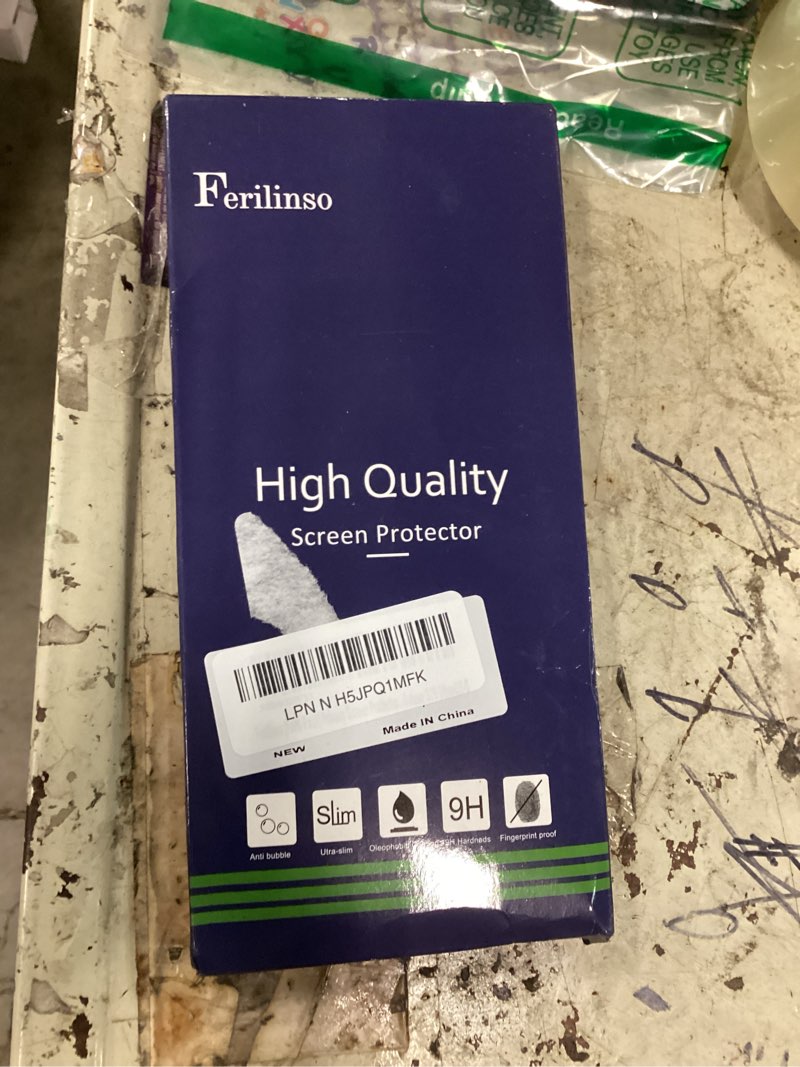 Ferilinso
High Quality
Screen Protector
LPN N H5JPQ1MFK
NEW
Made IN China
Slim
9H
Anti bubble
Ultra-slim
Fingerprint proof